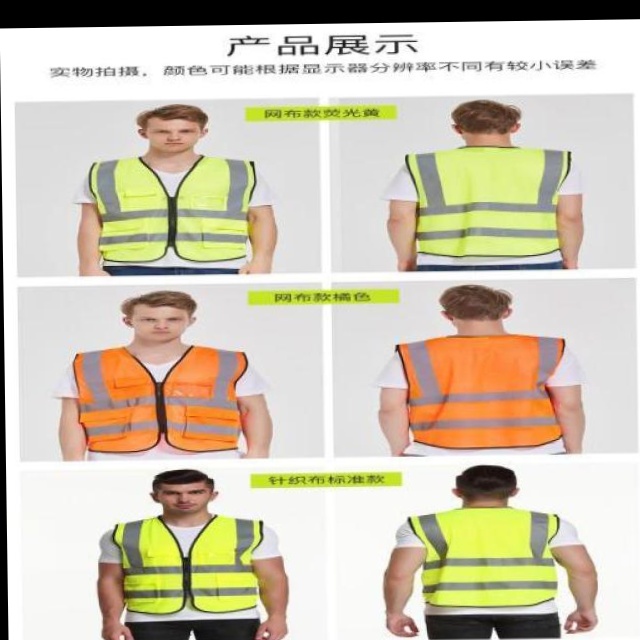 产品展示
实物拍摄，颜色可能根据显示器分辨率不同有较小误差
网布款荧光黄
网布款橘色
针织布标准款